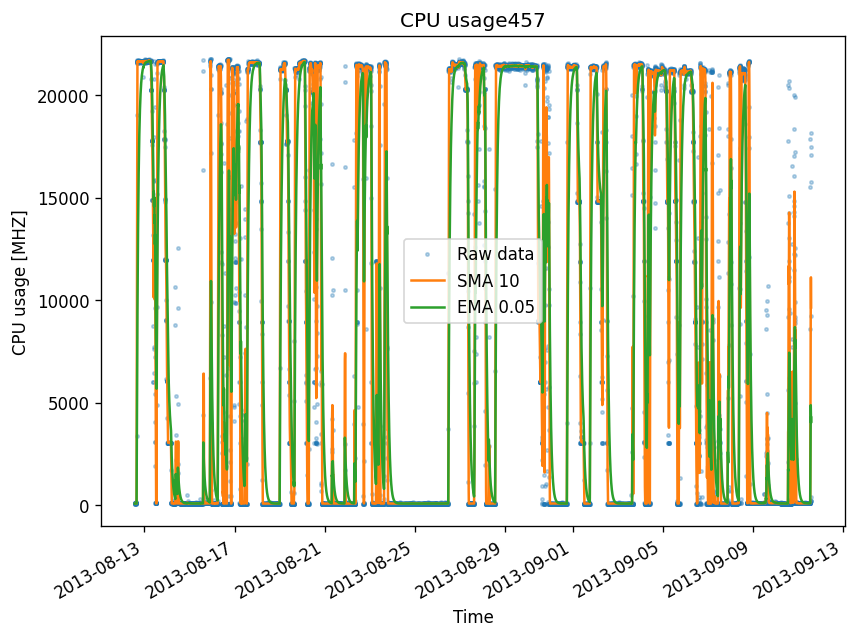 CPU usage457
CPU usage [MHZ]
20000
15000
10000
5000
0
Raw data
SMA 10
EMA 0.05
2013-08-13
2013-08-17
2013-08-21
2013-08-25
2013-08-29
2013-09-01
2013-09-05
2013-09-09
2013-09-13
Time